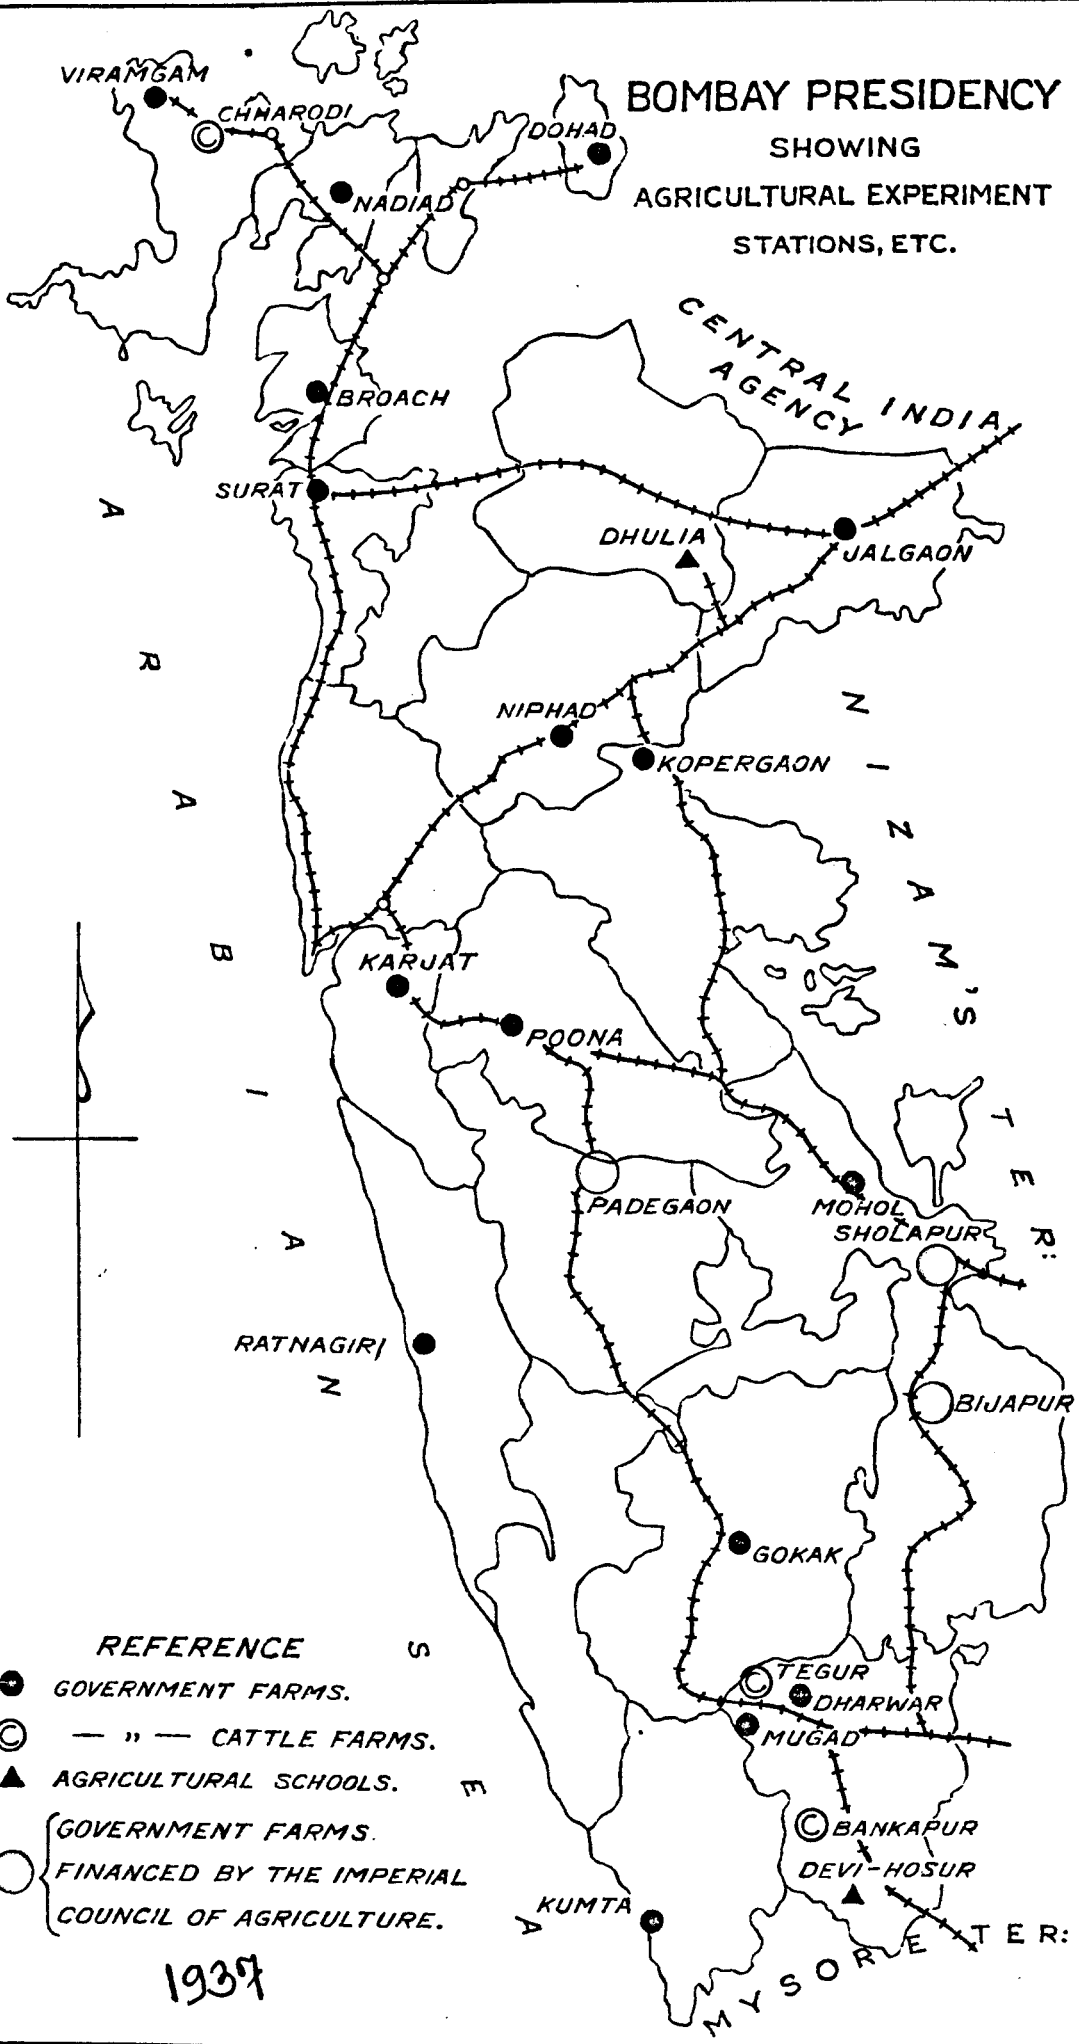 BOMBAY PRESIDENCY
SHOWING
AGRICULTURAL EXPERIMENT
STATIONS, ETC.
VIRAMGAM
CHHARODI
C
DOHAD
NADIAD
CENTRAL INDIA
AGENCY
BROACH
SURAT
DHULIA
JALGAON
NIPHAD
KOPERGAON
NIZAM'S TER:
ARABIAN SEA
KARJAT
POONA
PADEGAON
MOHOL
SHOLAPUR
RATNAGIRI
BIJAPUR
GOKAK
C TEGUR
DHARWAR
MUGAD
C BANKAPUR
DEVI-HOSUR
KUMTA
MYSORE TER:
REFERENCE
GOVERNMENT FARMS.
C — „ — CATTLE FARMS.
AGRICULTURAL SCHOOLS.
GOVERNMENT FARMS.
FINANCED BY THE IMPERIAL
COUNCIL OF AGRICULTURE.
1937